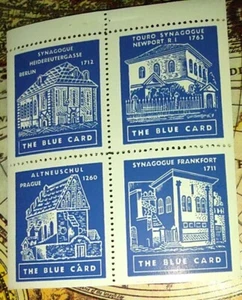 SYNAGOGUE
HEIDEREUTERGASSE
BERLIN 1712
THE BLUE CARD
TOURO SYNAGOGUE
NEWPORT R I 1763
THE BLUE CARD
ALTNEUSCHUL
PRAGUE 1260
THE BLUE CARD
SYNAGOGUE FRANKFORT
1711
THE BLUE CARD